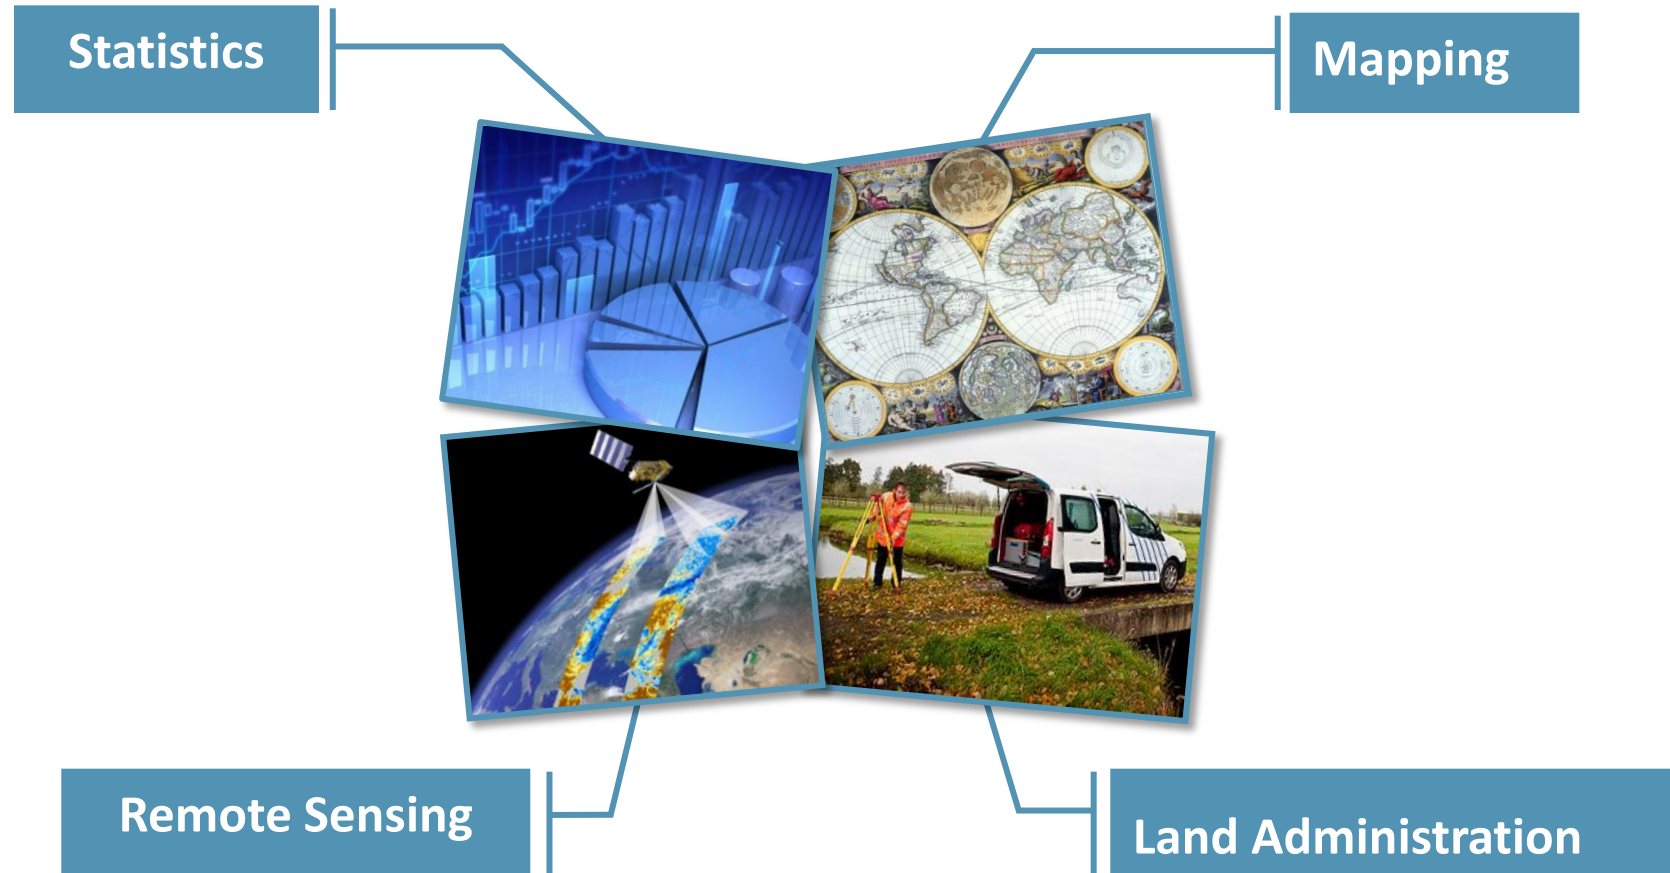 Statistics
Mapping
Remote Sensing
Land Administration